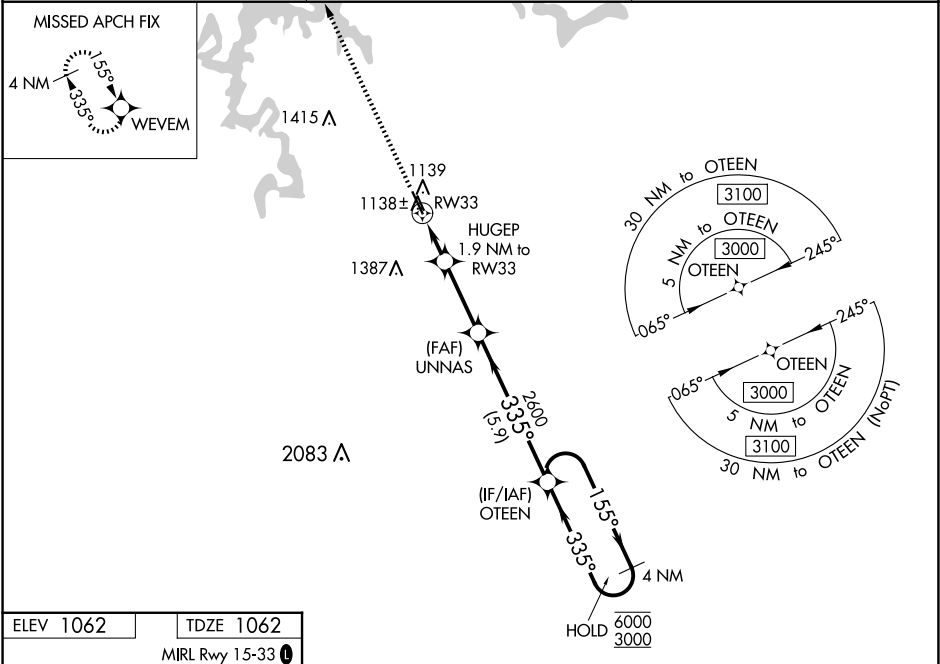 MISSED APCH FIX
4 NM
155°
335°
WEVEM
1415
1139
1138±
RW33
HUGEP
1.9 NM to
RW33
1387
(FAF)
UNNAS
2600
335°
(5.9)
2083
(IF/IAF)
OTEEN
155°
335°
4 NM
HOLD
6000
3000
30 NM to OTEEN
3100
5 NM to OTEEN
3000
OTEEN
245°
065°
245°
OTEEN
065°
3000
5 NM to OTEEN
3100
30 NM to OTEEN (NoPT)
ELEV 1062
TDZE 1062
MIRL Rwy 15-33 L